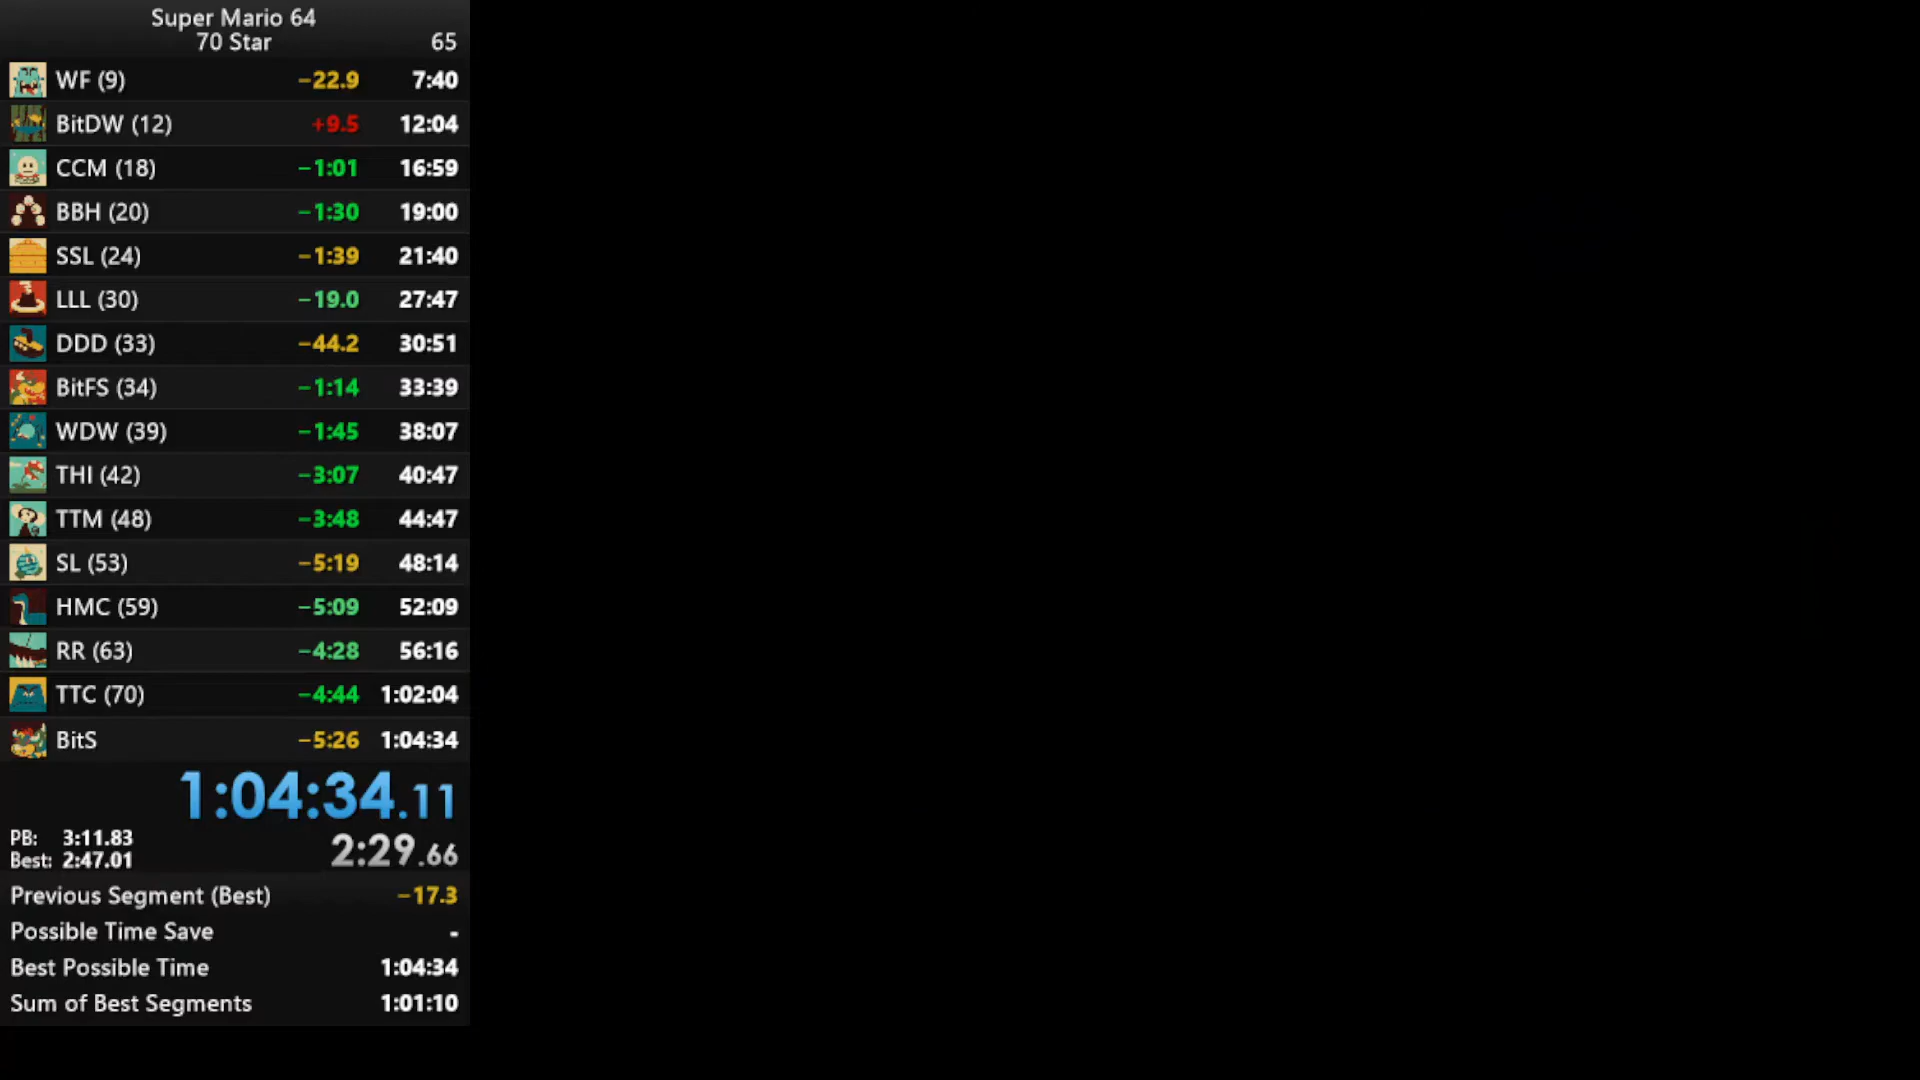 Super Mario 64
70 Star 65
WF (9) −22.9 7:40
BitDW (12) +9.5 12:04
CCM (18) −1:01 16:59
BBH (20) −1:30 19:00
SSL (24) −1:39 21:40
LLL (30) −19.0 27:47
DDD (33) −44.2 30:51
BitFS (34) −1:14 33:39
WDW (39) −1:45 38:07
THI (42) −3:07 40:47
TTM (48) −3:48 44:47
SL (53) −5:19 48:14
HMC (59) −5:09 52:09
RR (63) −4:28 56:16
TTC (70) −4:44 1:02:04
BitS −5:26 1:04:34
1:04:34.11
PB: 3:11.83
Best: 2:47.01
2:29.66
Previous Segment (Best) −17.3
Possible Time Save -
Best Possible Time 1:04:34
Sum of Best Segments 1:01:10